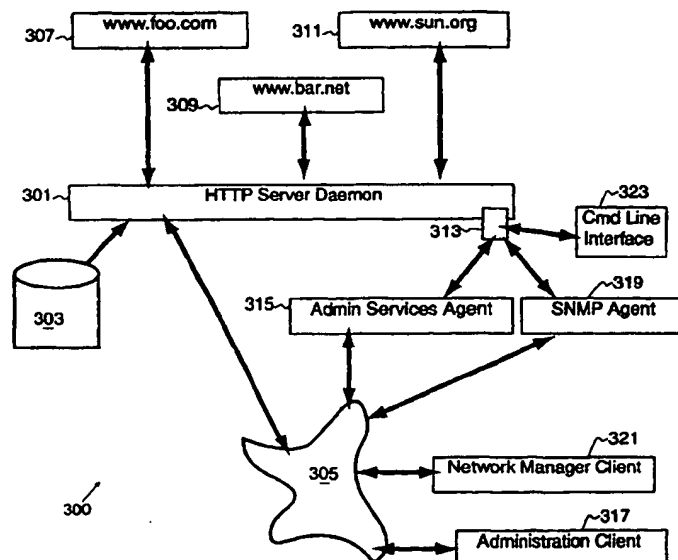 www.foo.com
307
www.sun.org
311
www.bar.net
309
HTTP Server Daemon
301
313
323
Cmd Line
Interface
303
315
Admin Services Agent
319
SNMP Agent
305
321
Network Manager Client
300
317
Administration Client